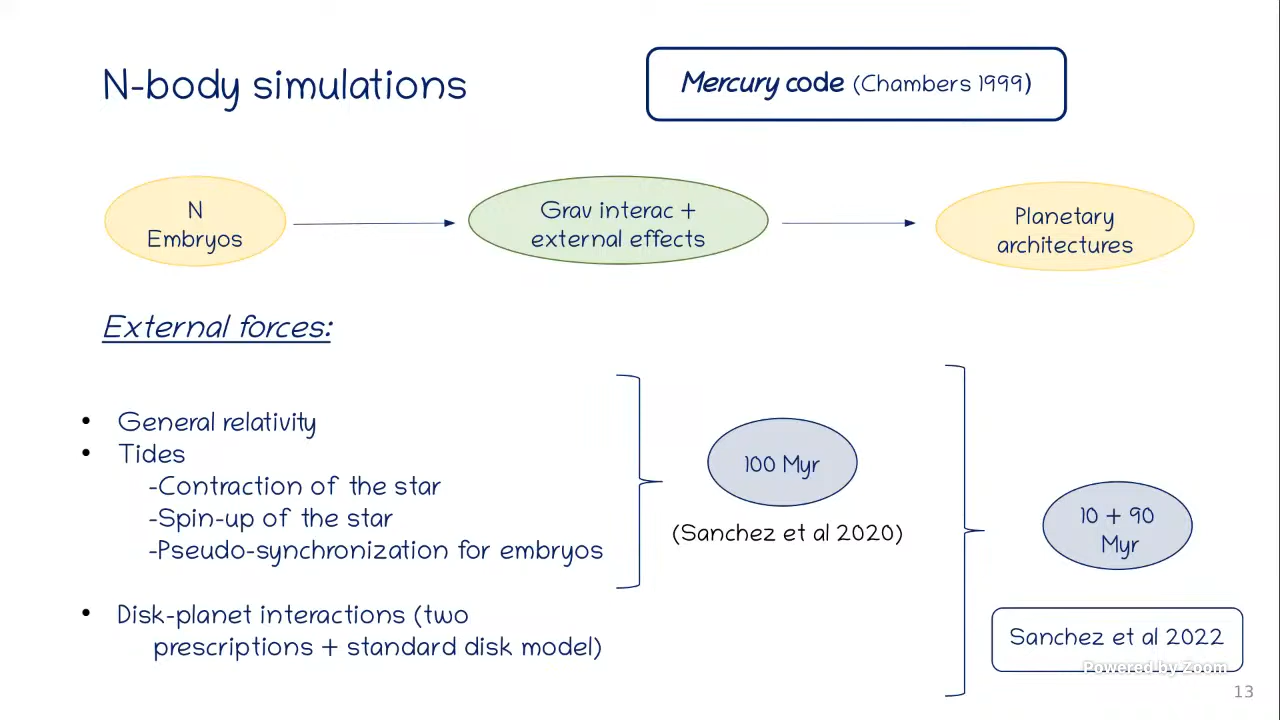 N-body simulations
Mercury code (Chambers 1999)
N
Embryos
Grav interac +
external effects
Planetary
architectures
External forces:
• General relativity
• Tides
-Contraction of the star
-Spin-up of the star
-Pseudo-synchronization for embryos
100 Myr
(Sanchez et al 2020)
10 + 90
Myr
• Disk-planet interactions (two
prescriptions + standard disk model)
Sanchez et al 2022
Powered by Zoom
13